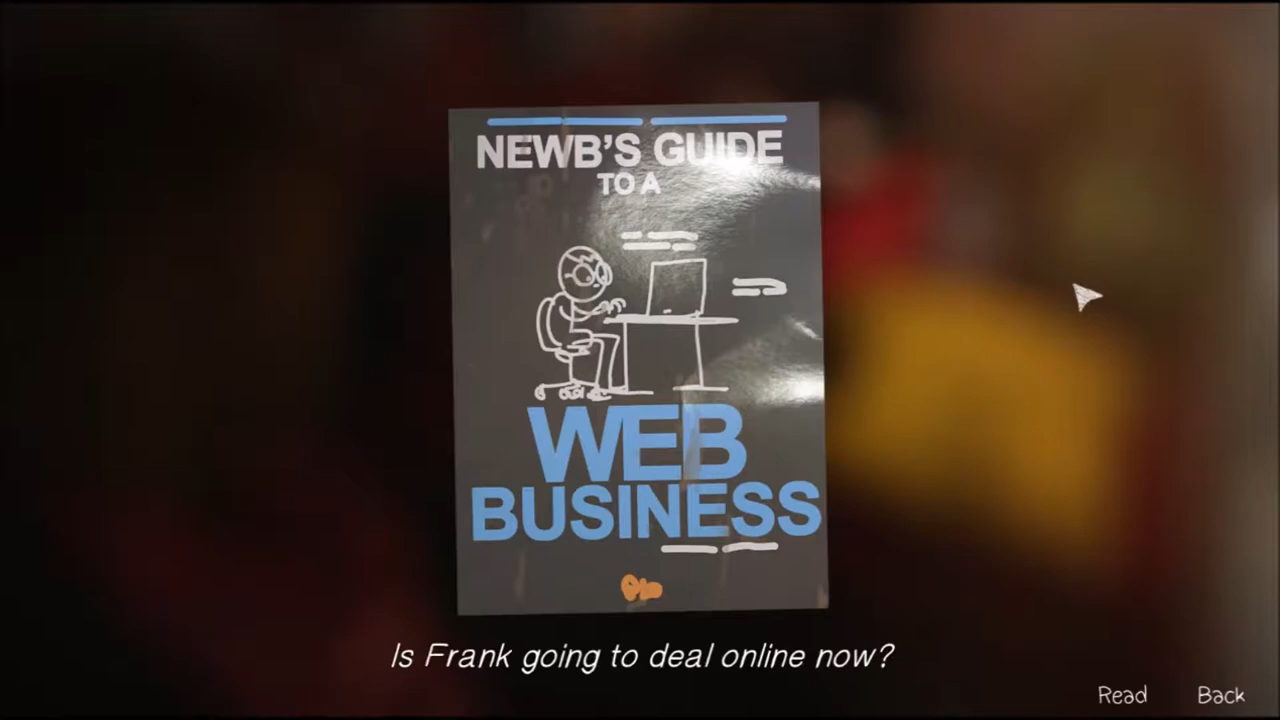 NEWB'S GUIDE
TO A
WEB
BUSINESS
Is Frank going to deal online now?
Read
Back